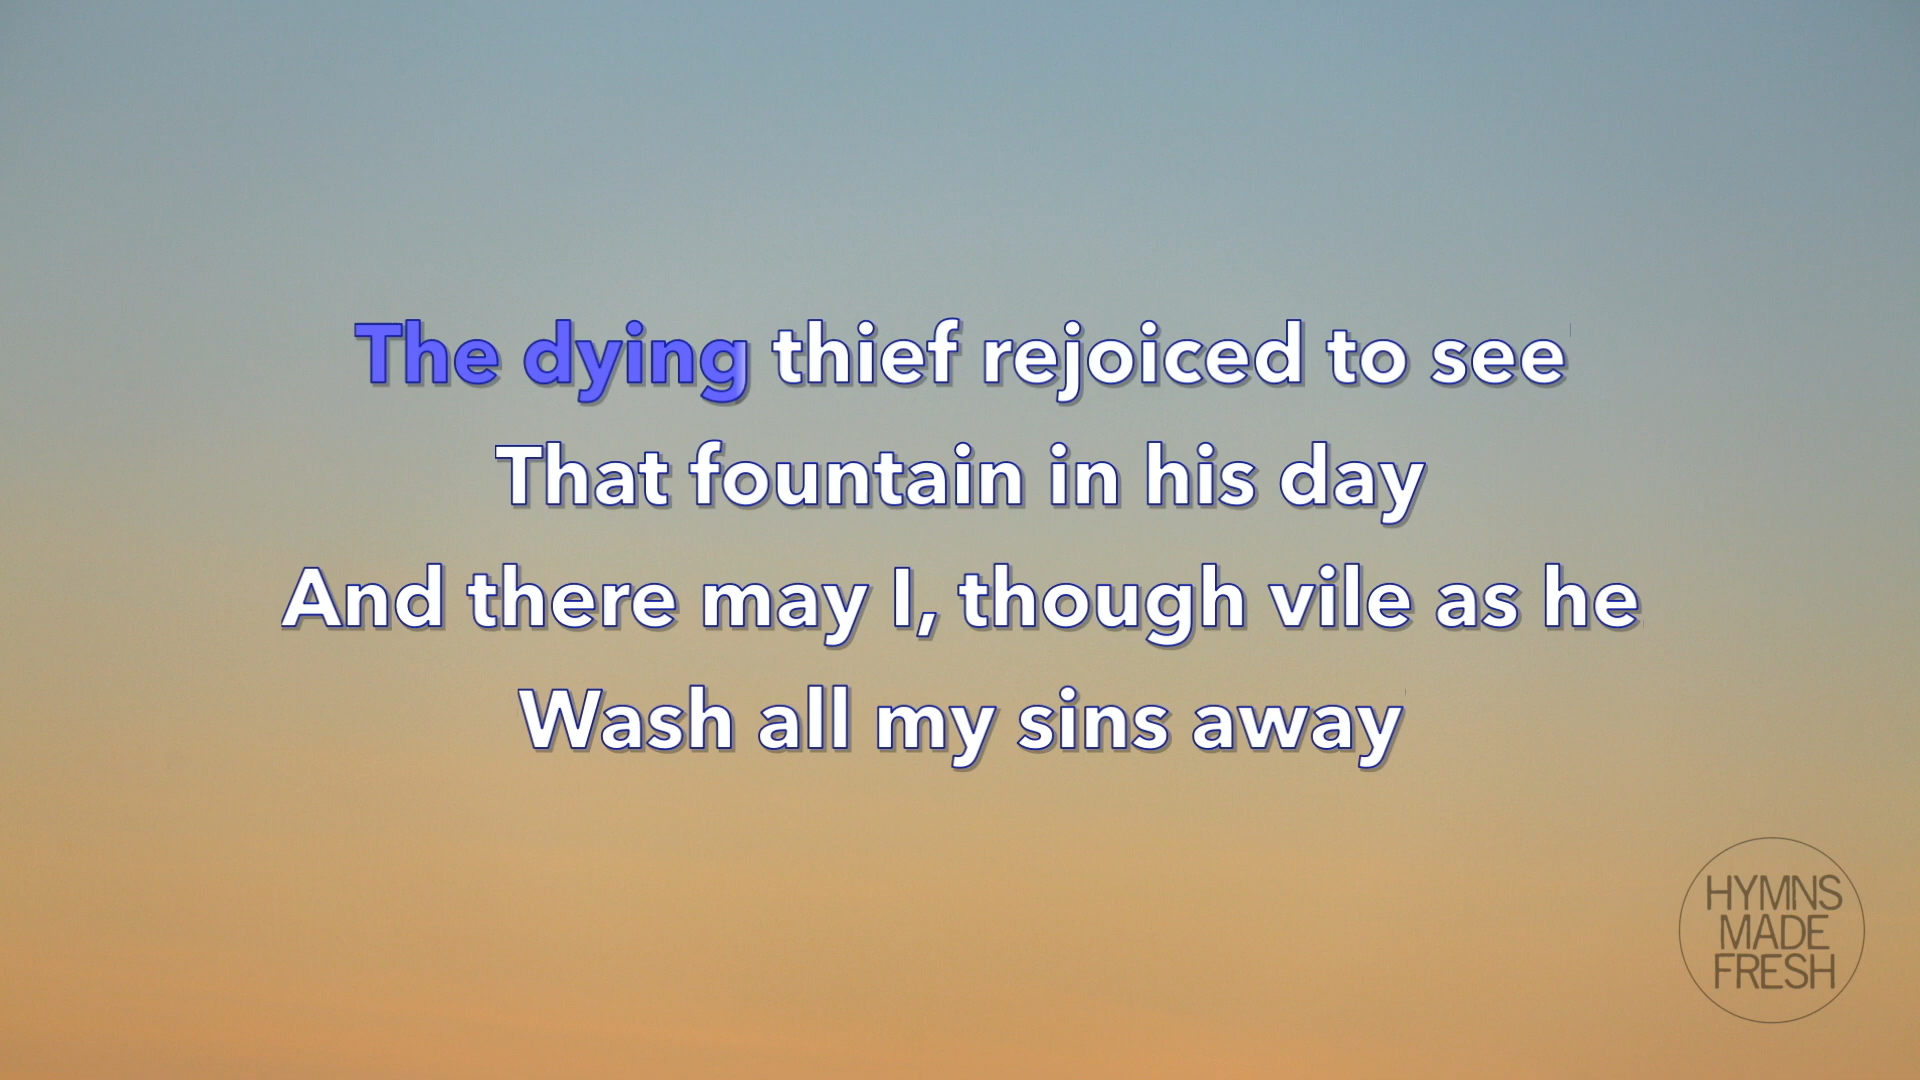 The dying thief rejoiced to see
That fountain in his day
And there may I, though vile as he
Wash all my sins away
HYMNS
MADE
FRESH